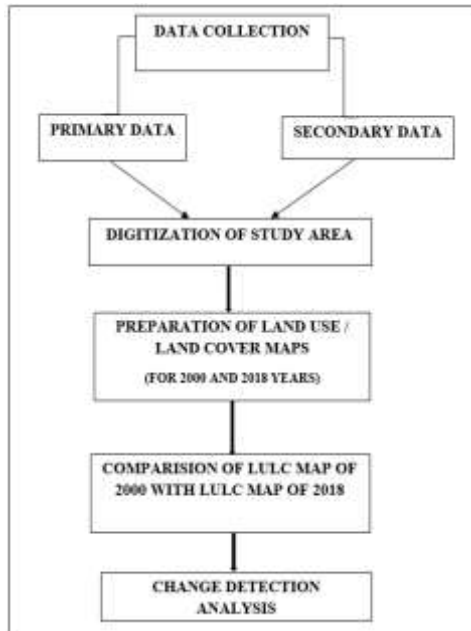 DATA COLLECTION
PRIMARY DATA
SECONDARY DATA
DIGITIZATION OF STUDY AREA
PREPARATION OF LAND USE /
LAND COVER MAPS
(FOR 2000 AND 2018 YEARS)
COMPARISION OF LULC MAP OF
2000 WITH LULC MAP OF 2018
CHANGE DETECTION
ANALYSIS